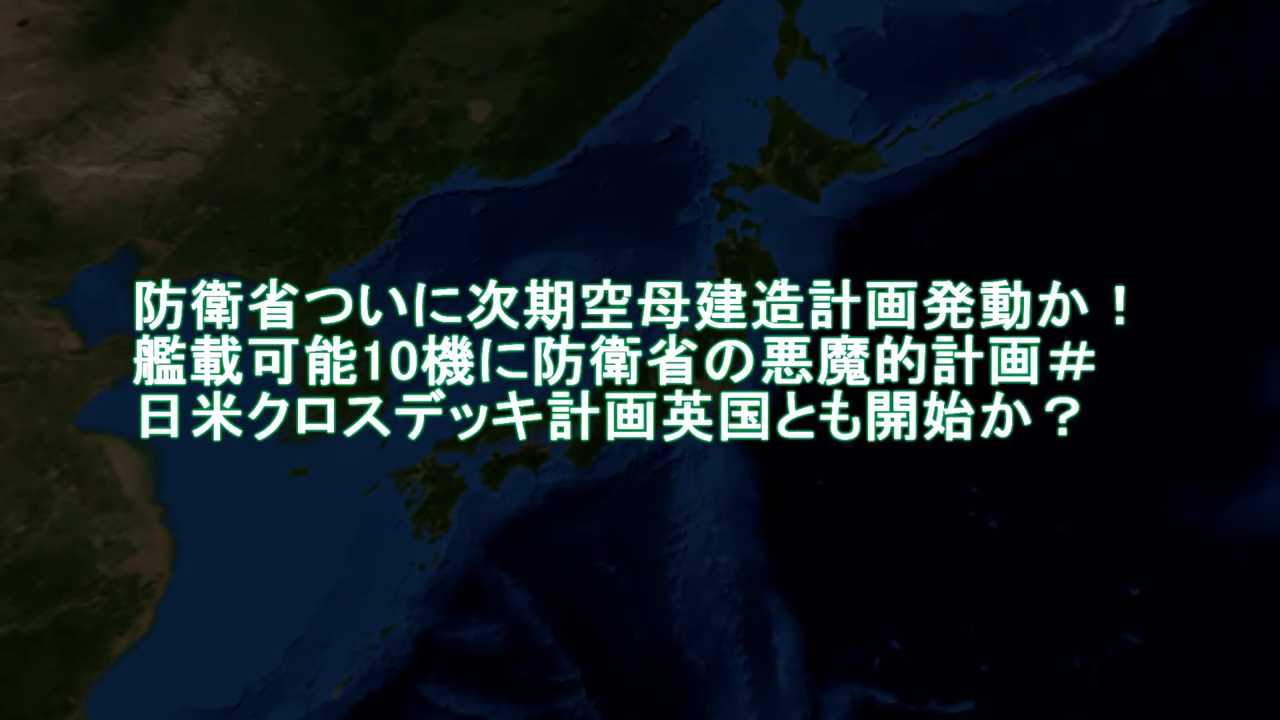 防衛省ついに次期空母建造計画発動か！
艦載可能10機に防衛省の悪魔的計画＃
日米クロスデッキ計画英国とも開始か？